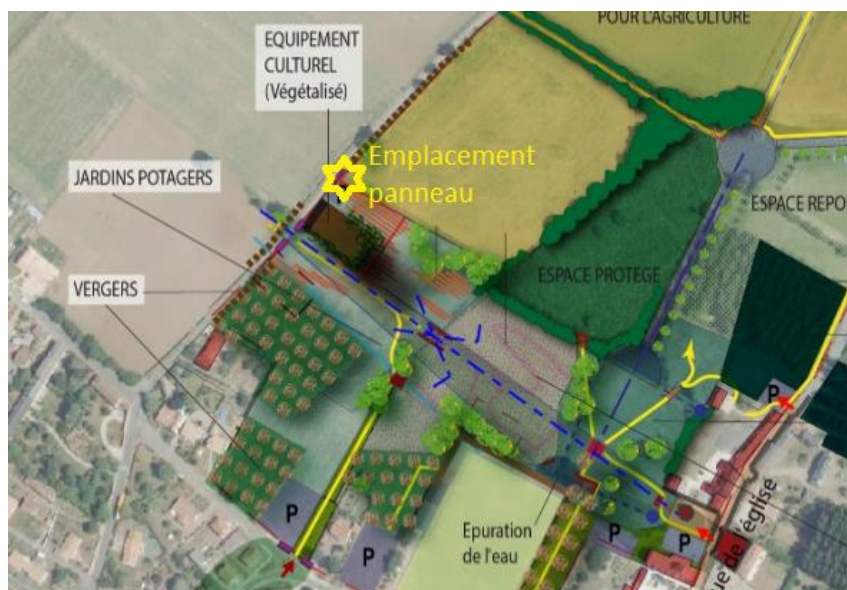 POUR L'AGRICULTURE
EQUIPEMENT
CULTUREL
(Végétalisé)
Emplacement
panneau
JARDINS POTAGERS
ESPACE REPO
ESPACE PROTEGE
VERGERS
P
P
P
P
P
Epuration
de l'eau
ue de l'église